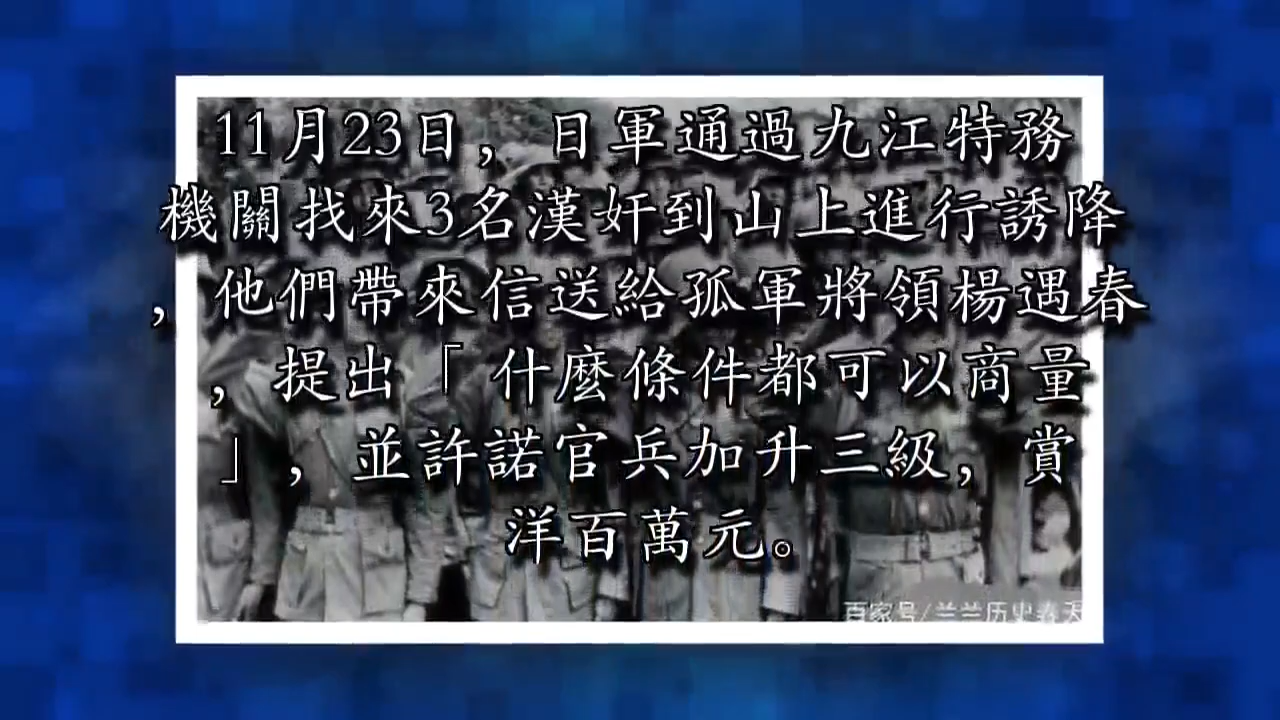 11月23日，日軍通過九江特務
機關找來3名漢奸到山上進行誘降
，他們帶來信送給孤軍將領楊遇春
，提出「什麼條件都可以商量
」，並許諾官兵加升三級，賞
洋百萬元。
百家号/兰兰历史春天